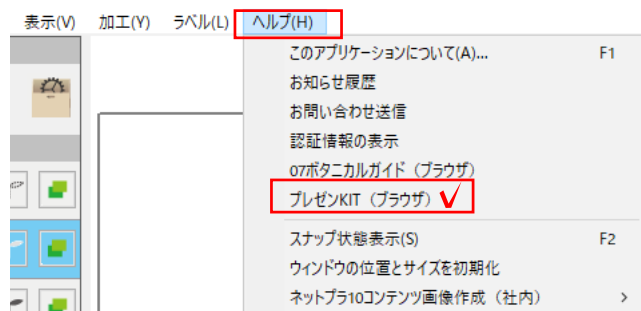 表示(V) 加工(Y) ラベル(L) ヘルプ(H)
このアプリケーションについて(A)... F1
お知らせ履歴
お問い合わせ送信
認証情報の表示
07ボタニカルガイド（ブラウザ）
プレゼンKIT（ブラウザ）
スナップ状態表示(S) F2
ウィンドウの位置とサイズを初期化
ネットプラ10コンテンツ画像作成（社内） >